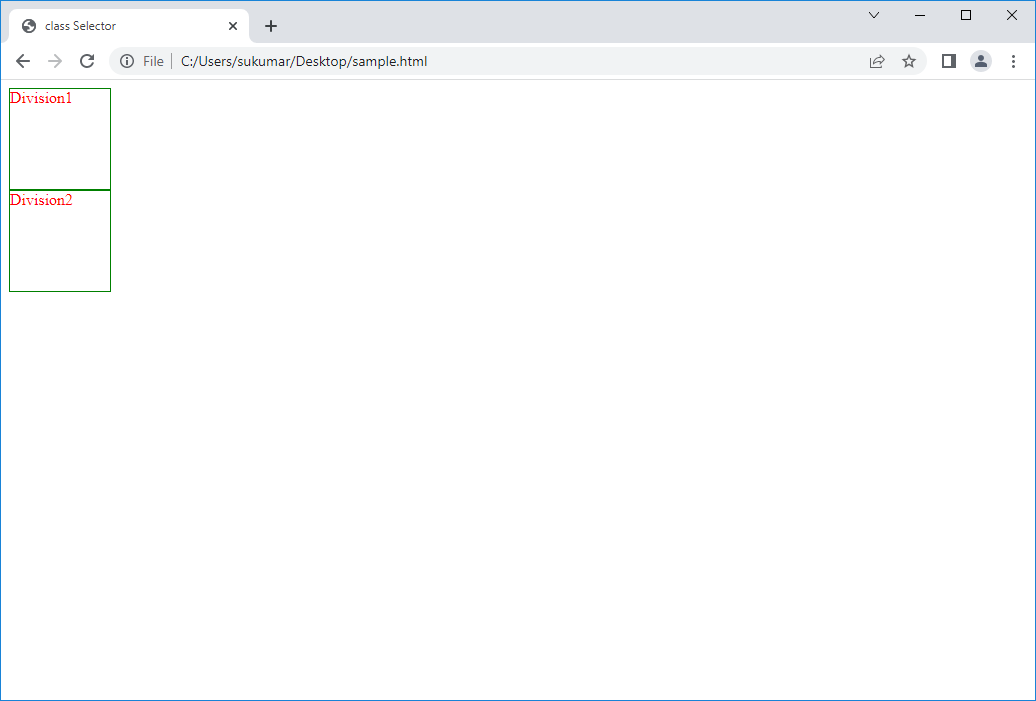 class Selector
File C:/Users/sukumar/Desktop/sample.html
Division1
Division2